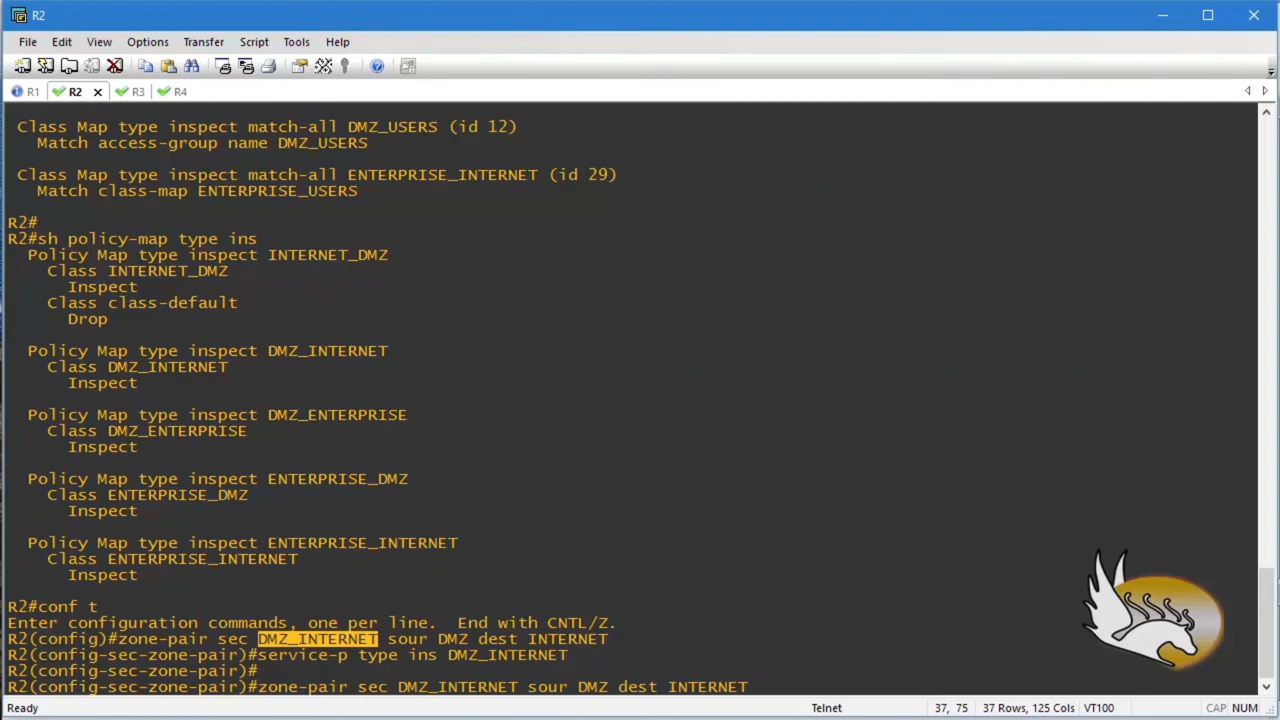 R2
File Edit View Options Transfer Script Tools Help
R1 R2 R3 R4
Class Map type inspect match-all DMZ_USERS (id 12)
Match access-group name DMZ_USERS
Class Map type inspect match-all ENTERPRISE_INTERNET (id 29)
Match class-map ENTERPRISE_USERS
R2#
R2#sh policy-map type ins
Policy Map type inspect INTERNET_DMZ
Class INTERNET_DMZ
Inspect
Class class-default
Drop
Policy Map type inspect DMZ_INTERNET
Class DMZ_INTERNET
Inspect
Policy Map type inspect DMZ_ENTERPRISE
Class DMZ_ENTERPRISE
Inspect
Policy Map type inspect ENTERPRISE_DMZ
Class ENTERPRISE_DMZ
Inspect
Policy Map type inspect ENTERPRISE_INTERNET
Class ENTERPRISE_INTERNET
Inspect
R2#conf t
Enter configuration commands, one per line.  End with CNTL/Z.
R2(config)#zone-pair sec DMZ_INTERNET sour DMZ dest INTERNET
R2(config-sec-zone-pair)#service-p type ins DMZ_INTERNET
R2(config-sec-zone-pair)#
R2(config-sec-zone-pair)#zone-pair sec DMZ_INTERNET sour DMZ dest INTERNET
Ready Telnet 37, 75 37 Rows, 125 Cols VT100 CAP NUM